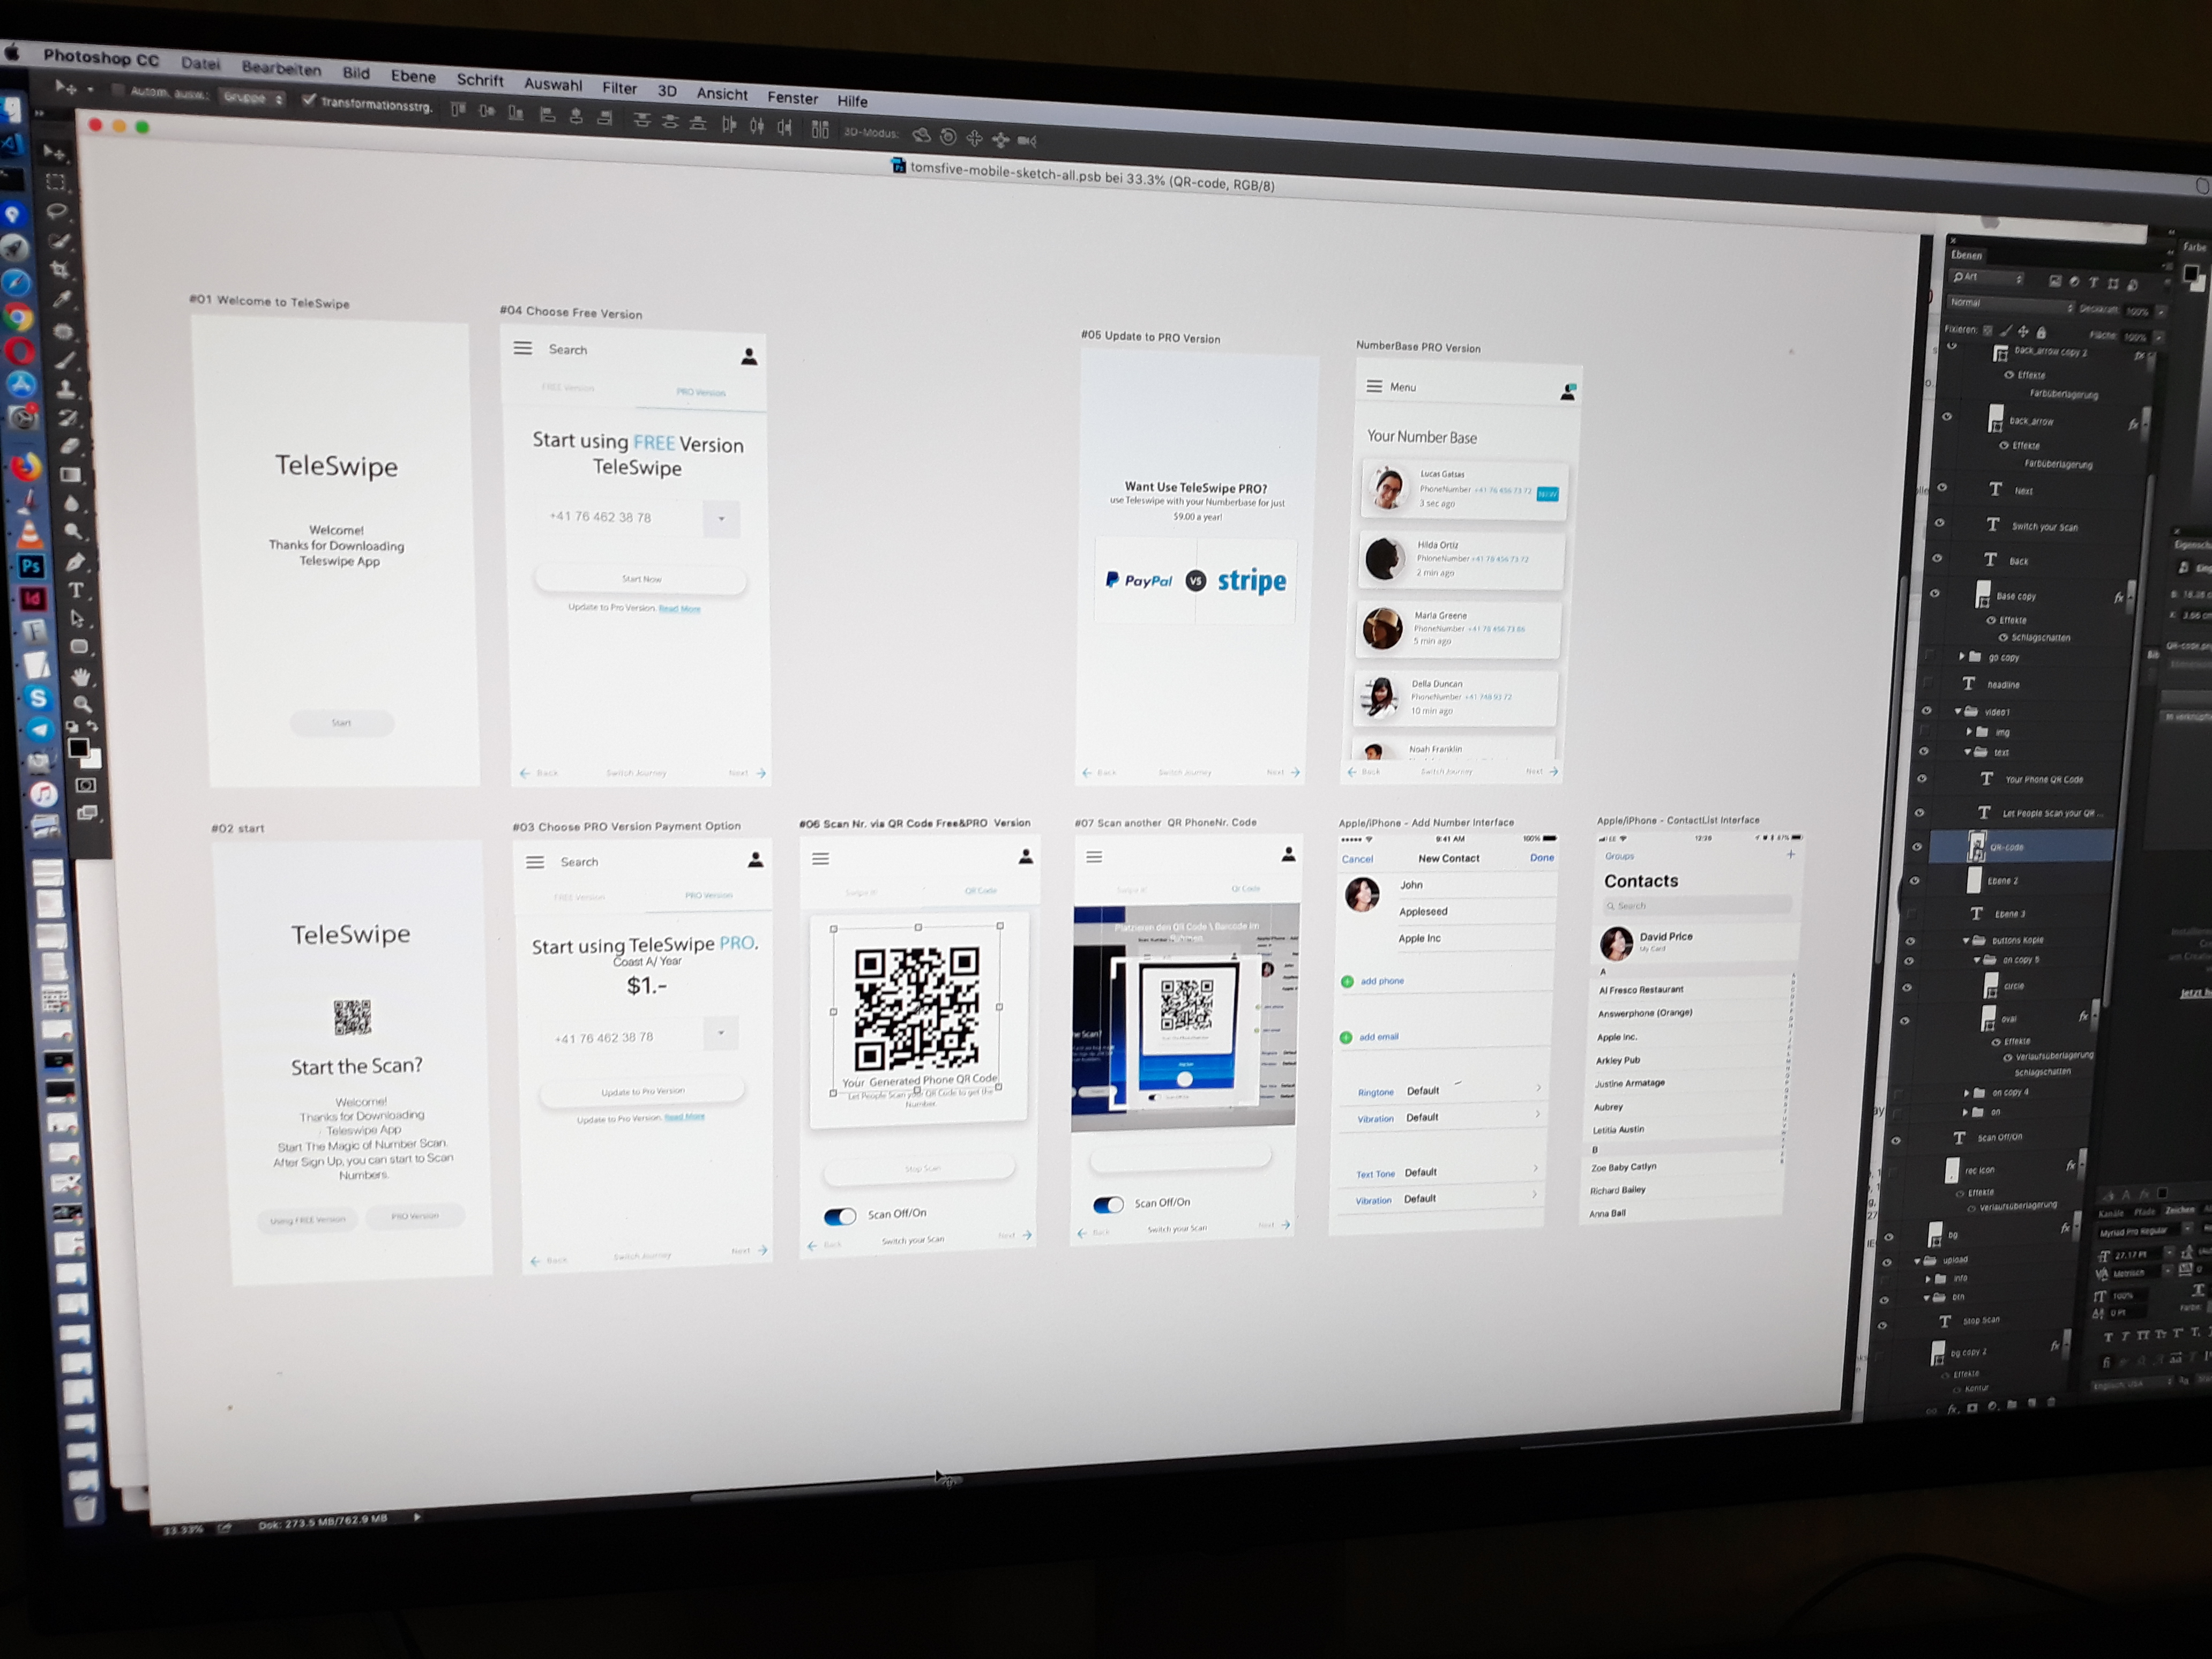 Photoshop CC Datei Bearbeiten Bild Ebene Schrift Auswahl Filter 3D Ansicht Fenster Hilfe
Autom. ausw.: Gruppe Transformationsstrg. 3D-Modus:
tomsfive-mobile-sketch-all.psb bei 33.3% (QR-code, RGB/8)
#01 Welcome to TeleSwipe
TeleSwipe
Welcome!
Thanks for Downloading
Teleswipe App
Start
#04 Choose Free Version
Search
FREE Version PRO Version
Start using FREE Version
TeleSwipe
+41 76 462 38 78
Start Now
Update to Pro Version. Read More
Back Switch Journey Next
#05 Update to PRO Version
Want Use TeleSwipe PRO?
use Teleswipe with your Numberbase for just
$9.00 a year!
PayPal VS stripe
Back Switch Journey Next
NumberBase PRO Version
Menu
Your Number Base
Lucas Gatsas
PhoneNumber +41 76 456 73 72 NEW
3 sec ago
Hilda Ortiz
PhloneNumber +41 79 456 73 72
2 min ago
Marla Greene
PhoneNumber
5 min ago
Della Duncan
PhoneNumber +41 748 93 72
10 min ago
Noah Franklin
Back Switch Journey Next
#02 start
TeleSwipe
Start the Scan?
Welcome!
Thanks for Downloading
Teleswipe App
Start The Magic of Number Scan.
After Sign Up, you can start to Scan
Numbers.
Using FREE Version PRO Version
#03 Choose PRO Version Payment Option
Search
FREE Version PRO Version
Start using TeleSwipe PRO.
Coast A/ Year
$1.-
+41 76 462 38 78
Update to Pro Version
Update to Pro Version. Read More
Back Switch Journey Next
#06 Scan Nr. via QR Code Free&PRO Version
Swipe it! QR Code
Your Generated Phone QR Code
Let People Scan your QR Code to get the
Number
Stop Scan
Scan Off/On
Back Switch your Scan Next
#07 Scan another QR PhoneNr. Code
Swipe it! Qr Code
Platzieren den QR Code \ Barcode im
Scan Off/On
Back Switch your Scan Next
Apple/iPhone - Add Number Interface
9:41 AM 100%
Cancel New Contact Done
John
Appleseed
Apple Inc
add phone
add email
Ringtone Default
Vibration Default
Text Tone Default
Vibration Default
Apple/iPhone - ContactList Interface
EE 12:28 87%
Groups +
Contacts
Search
David Price
My Card
A
Al Fresco Restaurant
Answerphone (Orange)
Apple Inc.
Arkley Pub
Justine Armatage
Aubrey
Letitia Austin
B
Zoe Baby Catlyn
Richard Bailey
Anna Ball
33.33% Dok: 273.5 MB/762.9 MB
Farbe
Ebenen
Art
Normal Deckkraft: 100%
Fixieren: Fläche: 100%
back_arrow copy 2
Effekte
Farbüberlagerung
back_arrow
Effekte
Farbüberlagerung
Next
Switch your Scan
Back
Base copy
Effekte
Schlagschatten
go copy
headline
video1
img
text
Your Phone QR Code
Let People Scan your QR ...
QR-code
Ebene 2
Ebene 3
buttons Kopie
on copy 5
circle
oval
Effekte
Verlaufsüberlagerung
Schlagschatten
on copy 4
on
Scan Off/On
rec icon
Effekte
Verlaufsüberlagerung
bg
upload
info
btn
Stop Scan
bg copy 2
Effekte
Kontur
Kanäle Pfade Zeichen
Myriad Pro Regular
27.17 Pt
Metrisch 0
100%
0 Pt
Ps
Id